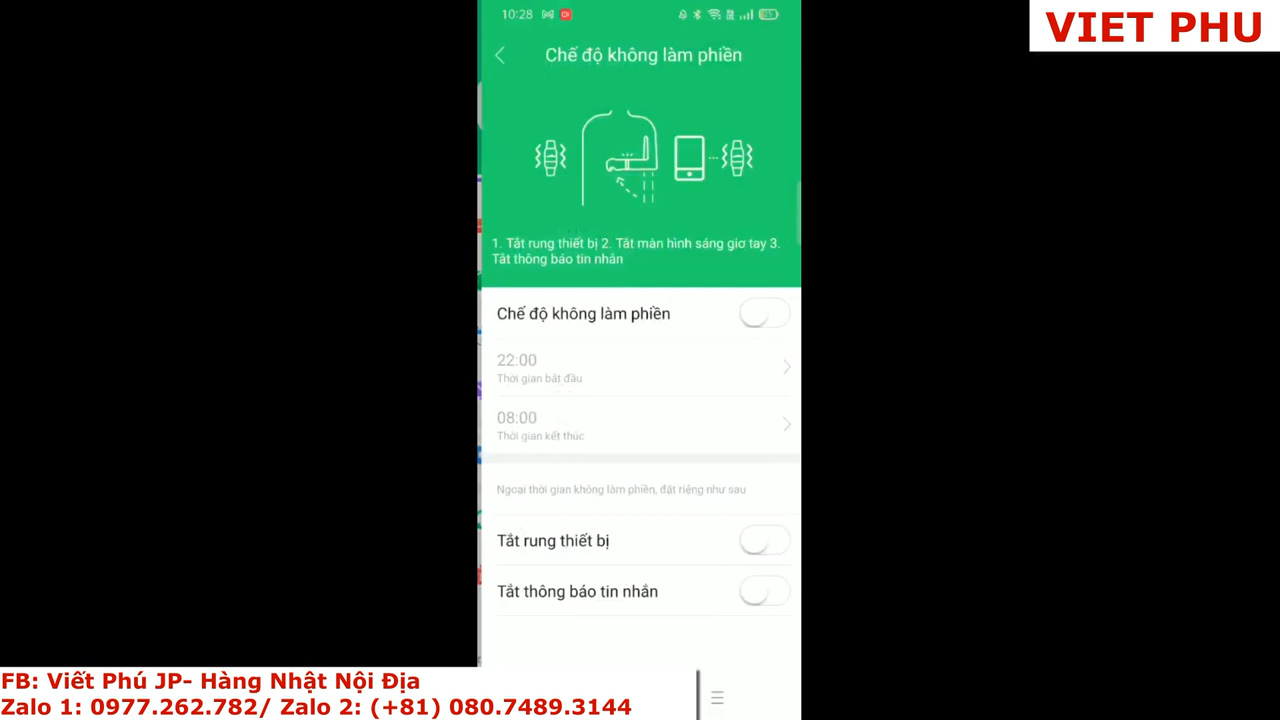 VIET PHU
10:28
Chế độ không làm phiền
1. Tắt rung thiết bị 2. Tắt màn hình sáng giơ tay 3.
Tắt thông báo tin nhắn
Chế độ không làm phiền
22:00
Thời gian bắt đầu
08:00
Thời gian kết thúc
Ngoại thời gian không làm phiền, đặt riêng như sau
Tắt rung thiết bị
Tắt thông báo tin nhắn
FB: Viết Phú JP- Hàng Nhật Nội Địa
Zalo 1: 0977.262.782/ Zalo 2: (+81) 080.7489.3144